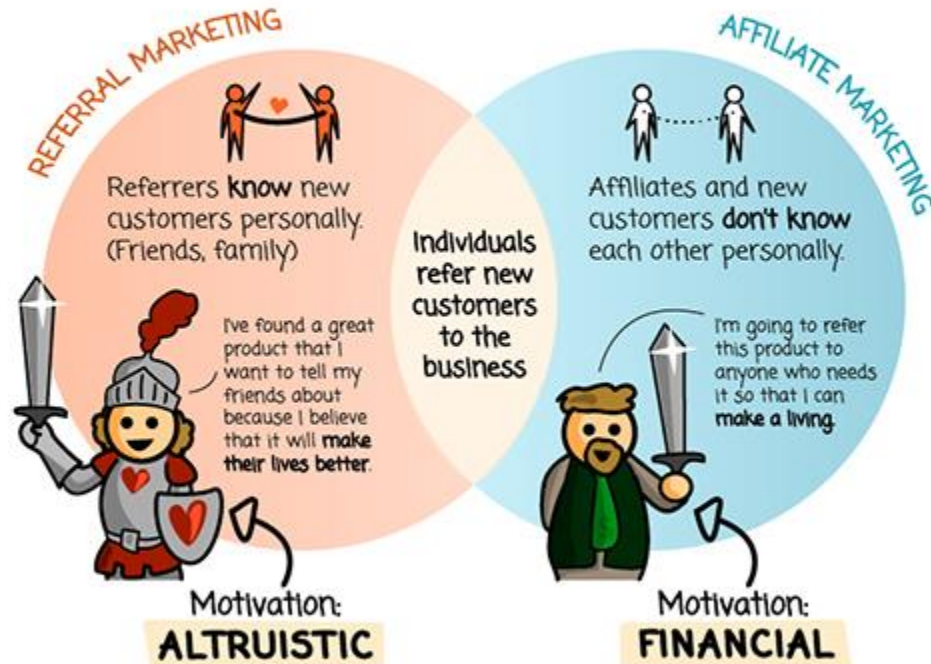 REFERRAL MARKETING
AFFILIATE MARKETING
Referrers know new
customers personally.
(Friends, family)
Individuals
refer new
customers
to the
business
Affiliates and new
customers don't know
each other personally.
I've found a great
product that I
want to tell my
friends about
because I believe
that it will make
their lives better.
I'm going to refer
this product to
anyone who needs
it so that I can
make a living.
Motivation:
ALTRUISTIC
Motivation:
FINANCIAL